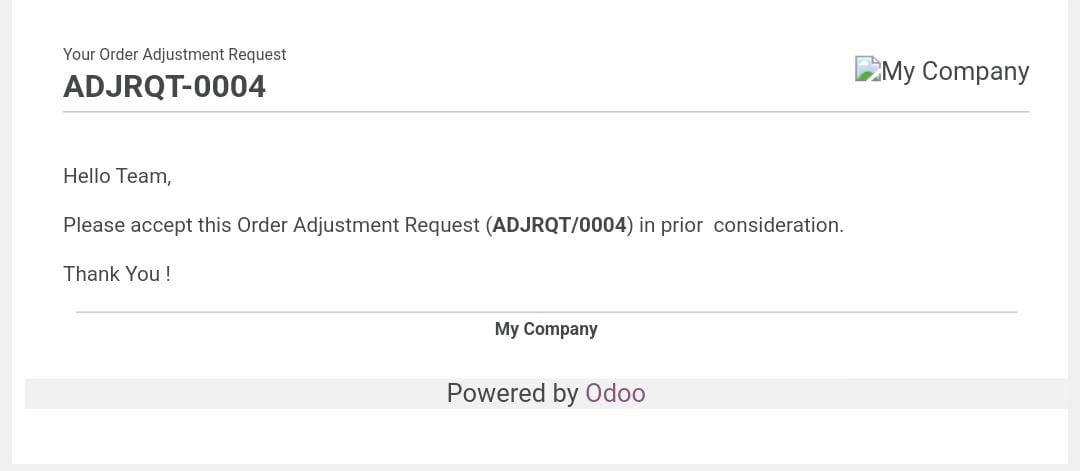 Your Order Adjustment Request
ADJRQT-0004
My Company
Hello Team,
Please accept this Order Adjustment Request (ADJRQT/0004) in prior  consideration.
Thank You !
My Company
Powered by Odoo